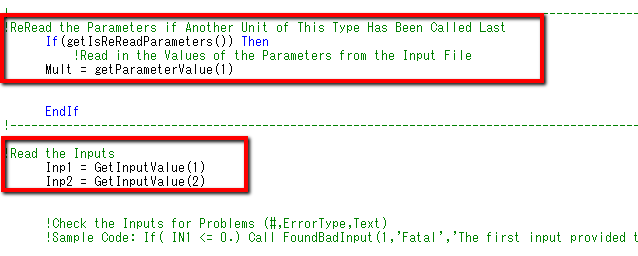 !-----------------------------------------------------------------------------------------
!ReRead the Parameters if Another Unit of This Type Has Been Called Last
If(getIsReReadParameters()) Then
!Read in the Values of the Parameters from the Input File
Mult = getParameterValue(1)
EndIf
!-----------------------------------------------------------------------------------------
!Read the Inputs
Inp1 = GetInputValue(1)
Inp2 = GetInputValue(2)
!Check the Inputs for Problems (#,ErrorType,Text)
!Sample Code: If( IN1 <= 0.) Call FoundBadInput(1,'Fatal','The first input provided t